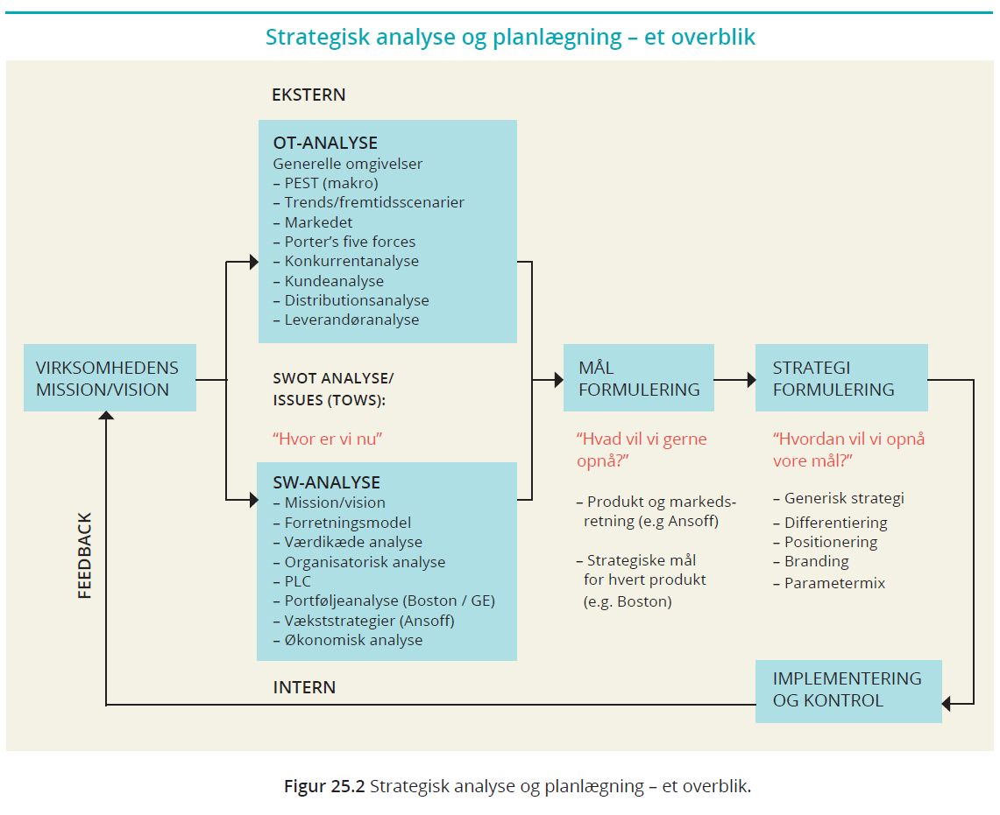 Strategisk analyse og planlægning – et overblik
EKSTERN
OT-ANALYSE
Generelle omgivelser
– PEST (makro)
– Trends/fremtidsscenarier
– Markedet
– Porter’s five forces
– Konkurrentanalyse
– Kundeanalyse
– Distributionsanalyse
– Leverandøranalyse
VIRKSOMHEDENS
MISSION/VISION
SWOT ANALYSE/
ISSUES (TOWS):
“Hvor er vi nu”
SW-ANALYSE
– Mission/vision
– Forretningsmodel
– Værdikæde analyse
– Organisatorisk analyse
– PLC
– Portføljeanalyse (Boston / GE)
– Vækststrategier (Ansoff)
– Økonomisk analyse
INTERN
MÅL
FORMULERING
“Hvad vil vi gerne
opnå?”
– Produkt og markeds-
retning (e.g Ansoff)
– Strategiske mål
for hvert produkt
(e.g. Boston)
STRATEGI
FORMULERING
“Hvordan vil vi opnå
vore mål?”
– Generisk strategi
– Differentiering
– Positionering
– Branding
– Parametermix
IMPLEMENTERING
OG KONTROL
FEEDBACK
Figur 25.2 Strategisk analyse og planlægning – et overblik.